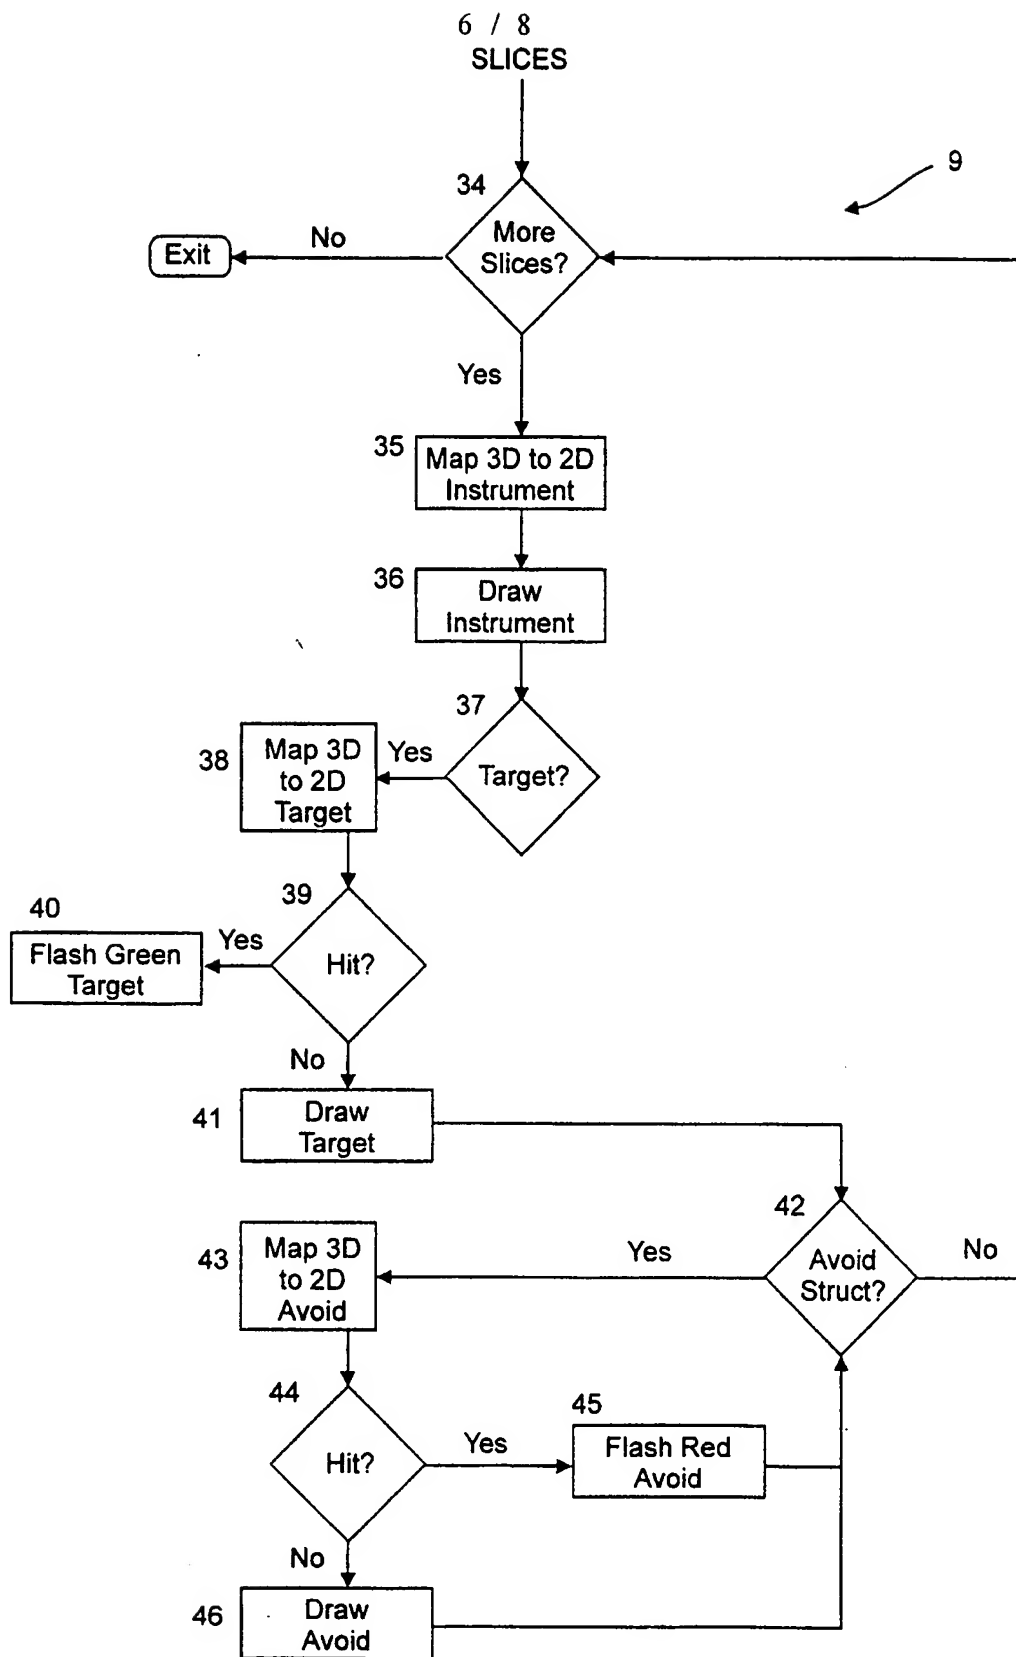 6 / 8
SLICES
9
34
More
Slices?
No
Exit
Yes
35
Map 3D to 2D
Instrument
36
Draw
Instrument
37
Target?
Yes
38
Map 3D
to 2D
Target
39
Hit?
Yes
40
Flash Green
Target
No
41
Draw
Target
42
Avoid
Struct?
No
Yes
43
Map 3D
to 2D
Avoid
44
Hit?
Yes
45
Flash Red
Avoid
No
46
Draw
Avoid